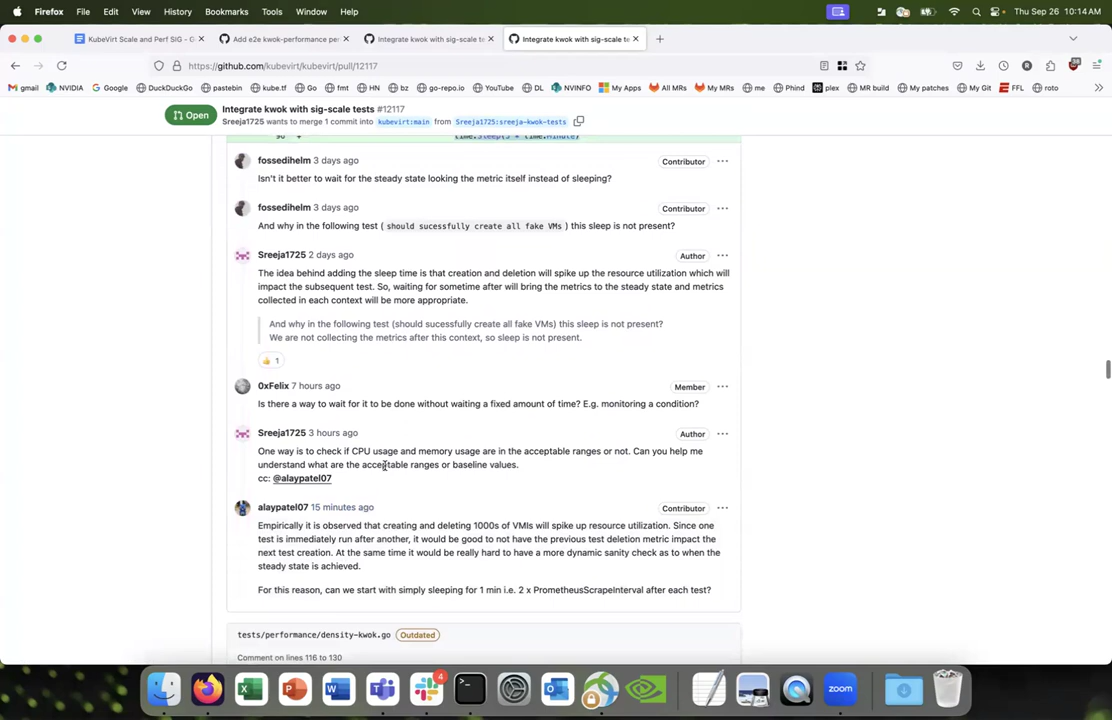 Firefox File Edit View History Bookmarks Tools Window Help Thu Sep 26 10:14 AM
KubeVirt Scale and Perf SIG - G Add e2e kwok-performance pe Integrate kwok with sig-scale te Integrate kwok with sig-scale te
https://github.com/kubevirt/kubevirt/pull/12117
gmail NVIDIA Google DuckDuckGo pastebin kube.tf Go fmt HN bz go-repo.io YouTube DL NVINFO My Apps All MRs My MRs me Phind plex MR build My patches My Git FFL roto
Open
Integrate kwok with sig-scale tests #12117
Sreeja1725 wants to merge 1 commit into kubevirt:main from Sreeja1725:sreeja-kwok-tests
96 + time.Sleep(5 * time.Minute)
fossedihelm 3 days ago Contributor
Isn't it better to wait for the steady state looking the metric itself instead of sleeping?
fossedihelm 3 days ago Contributor
And why in the following test ( should sucessfully create all fake VMs ) this sleep is not present?
Sreeja1725 2 days ago Author
The idea behind adding the sleep time is that creation and deletion will spike up the resource utilization which will
impact the subsequent test. So, waiting for sometime after will bring the metrics to the steady state and metrics
collected in each context will be more appropriate.
And why in the following test (should sucessfully create all fake VMs) this sleep is not present?
We are not collecting the metrics after this context, so sleep is not present.
👍 1
0xFelix 7 hours ago Member
Is there a way to wait for it to be done without waiting a fixed amount of time? E.g. monitoring a condition?
Sreeja1725 3 hours ago Author
One way is to check if CPU usage and memory usage are in the acceptable ranges or not. Can you help me
understand what are the acceptable ranges or baseline values.
cc: @alaypatel07
alaypatel07 15 minutes ago Contributor
Empirically it is observed that creating and deleting 1000s of VMIs will spike up resource utilization. Since one
test is immediately run after another, it would be good to not have the previous test deletion metric impact the
next test creation. At the same time it would be really hard to have a more dynamic sanity check as to when the
steady state is achieved.
For this reason, can we start with simply sleeping for 1 min i.e. 2 x PrometheusScrapeInterval after each test?
tests/performance/density-kwok.go Outdated
Comment on lines 116 to 130
4
zoom